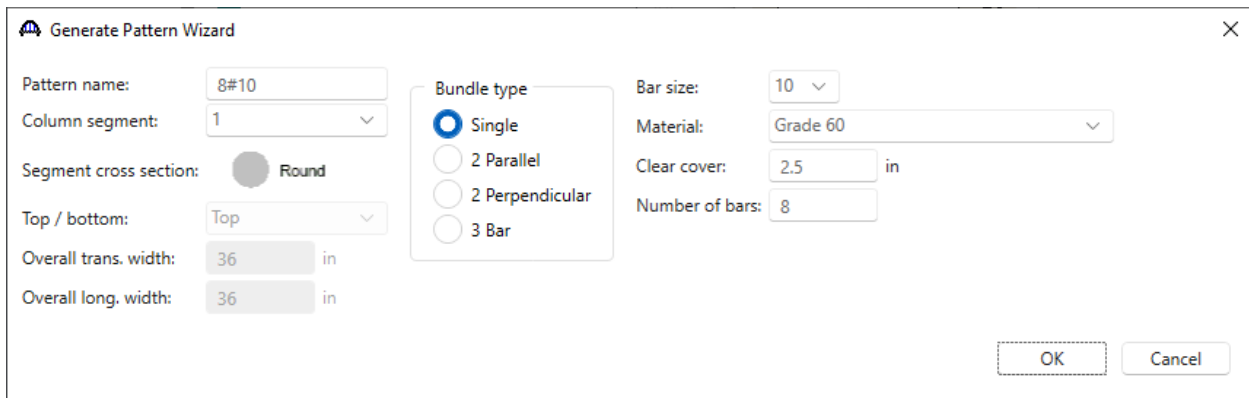 Generate Pattern Wizard
Pattern name: 8#10
Column segment: 1
Segment cross section: Round
Top / bottom: Top
Overall trans. width: 36 in
Overall long. width: 36 in
Bundle type
Single
2 Parallel
2 Perpendicular
3 Bar
Bar size: 10
Material: Grade 60
Clear cover: 2.5 in
Number of bars: 8
OK Cancel